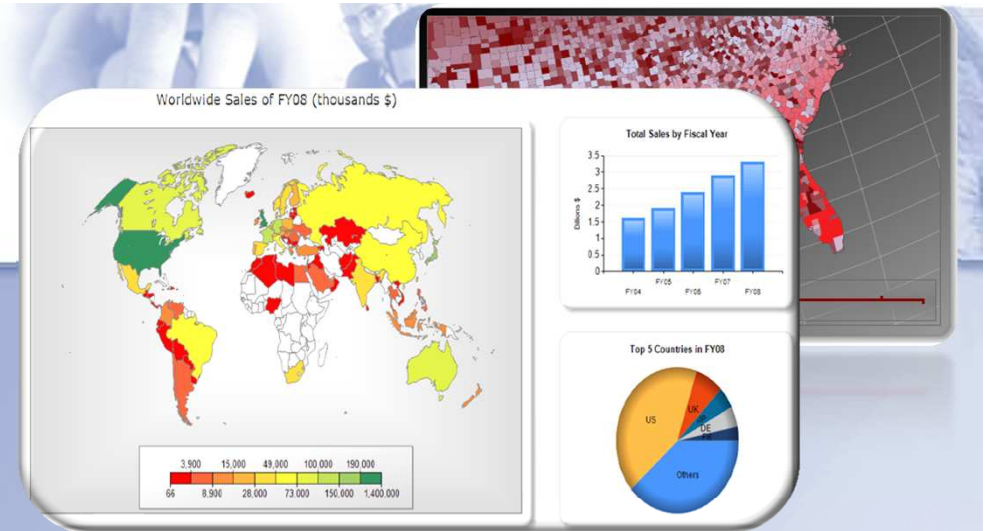 Worldwide Sales of FY08 (thousands $)
3,900 15,000 49,000 100,000 190,000
66 8,900 28,000 73,000 150,000 1,400,000
Total Sales by Fiscal Year
Billions $
3.5
3
2.5
2
1.5
1
0.5
0
FY04 FY05 FY06 FY07 FY08
Top 5 Countries in FY08
US
UK
JP
DE
FR
Others